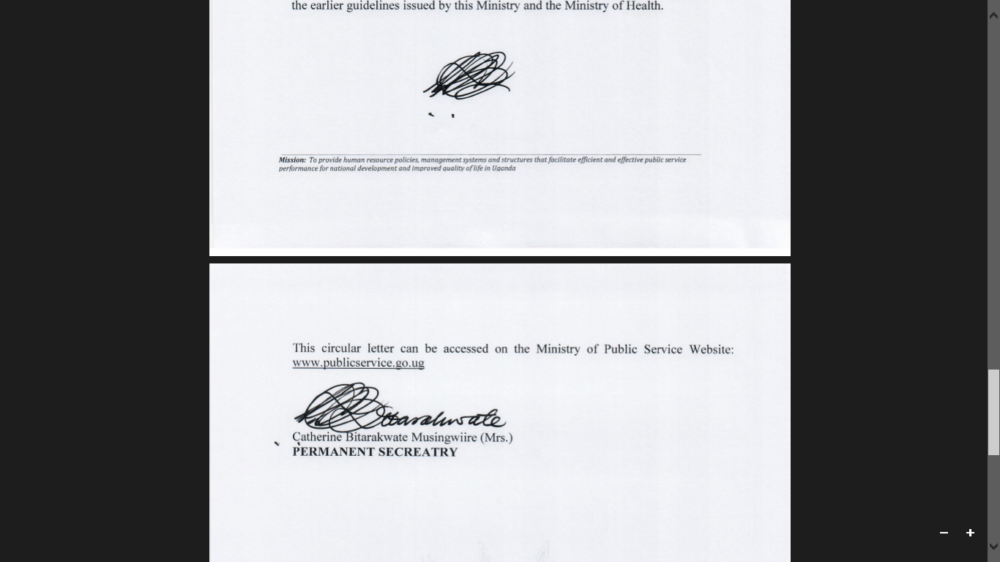 the earlier guidelines issued by this Ministry and the Ministry of Health.
Mission: To provide human resource policies, management systems and structures that facilitate efficient and effective public service
performance for national development and improved quality of life in Uganda
This circular letter can be accessed on the Ministry of Public Service Website:
www.publicservice.go.ug
Catherine Bitarakwate Musingwiire (Mrs.)
PERMANENT SECREATRY